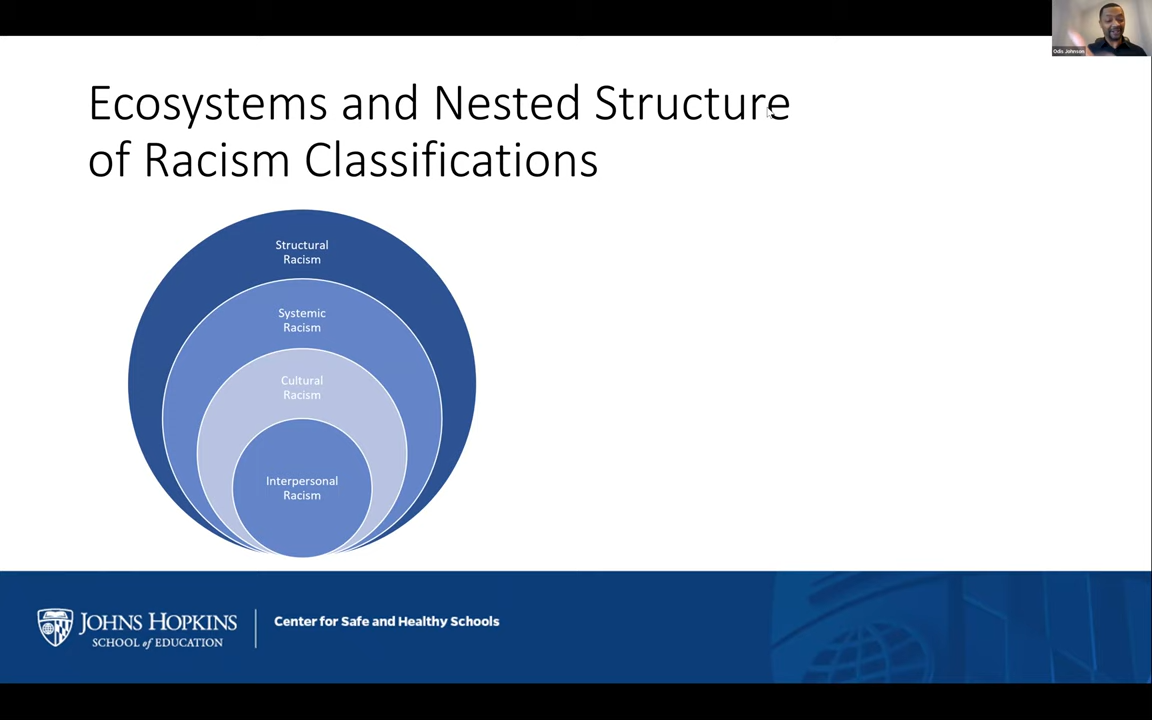 Odis Johnson
Ecosystems and Nested Structure
of Racism Classifications
Structural
Racism
Systemic
Racism
Cultural
Racism
Interpersonal
Racism
JOHNS HOPKINS
SCHOOL of EDUCATION
Center for Safe and Healthy Schools